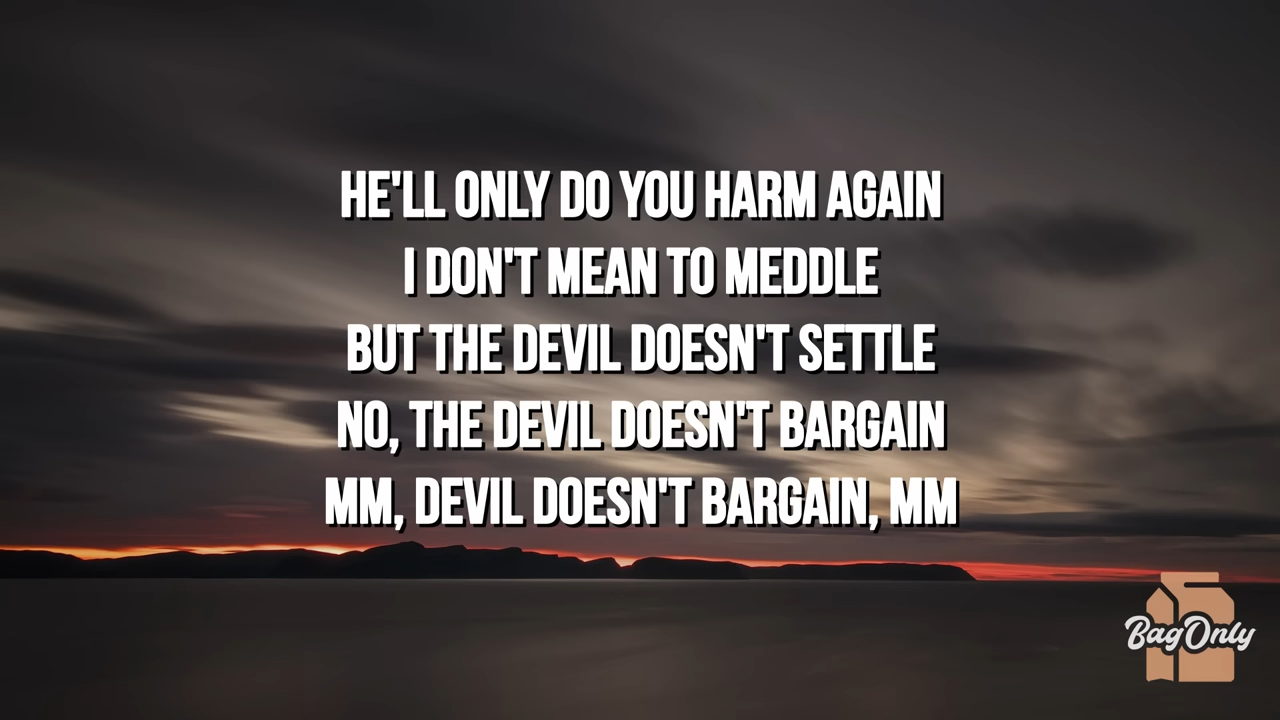 HE'LL ONLY DO YOU HARM AGAIN
I DON'T MEAN TO MEDDLE
BUT THE DEVIL DOESN'T SETTLE
NO, THE DEVIL DOESN'T BARGAIN
MM, DEVIL DOESN'T BARGAIN, MM
BagOnly